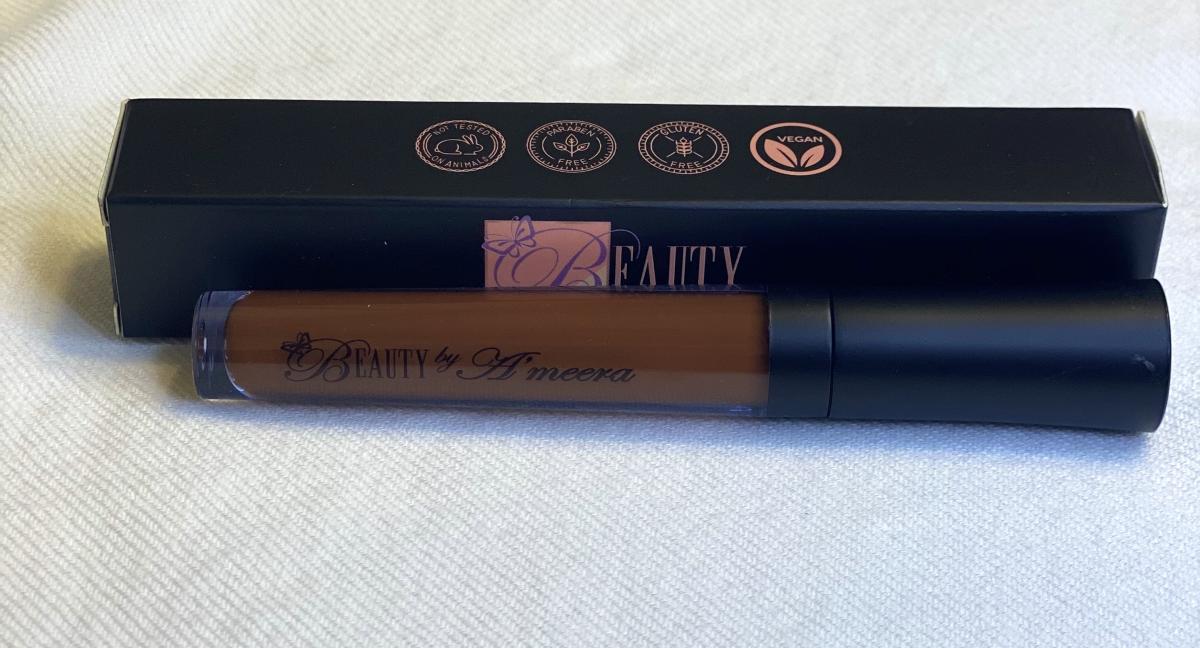 NOT TESTED
ON ANIMALS
PARABEN
FREE
GLUTEN
FREE
VEGAN
BEAUTY
BEAUTY by A'meera